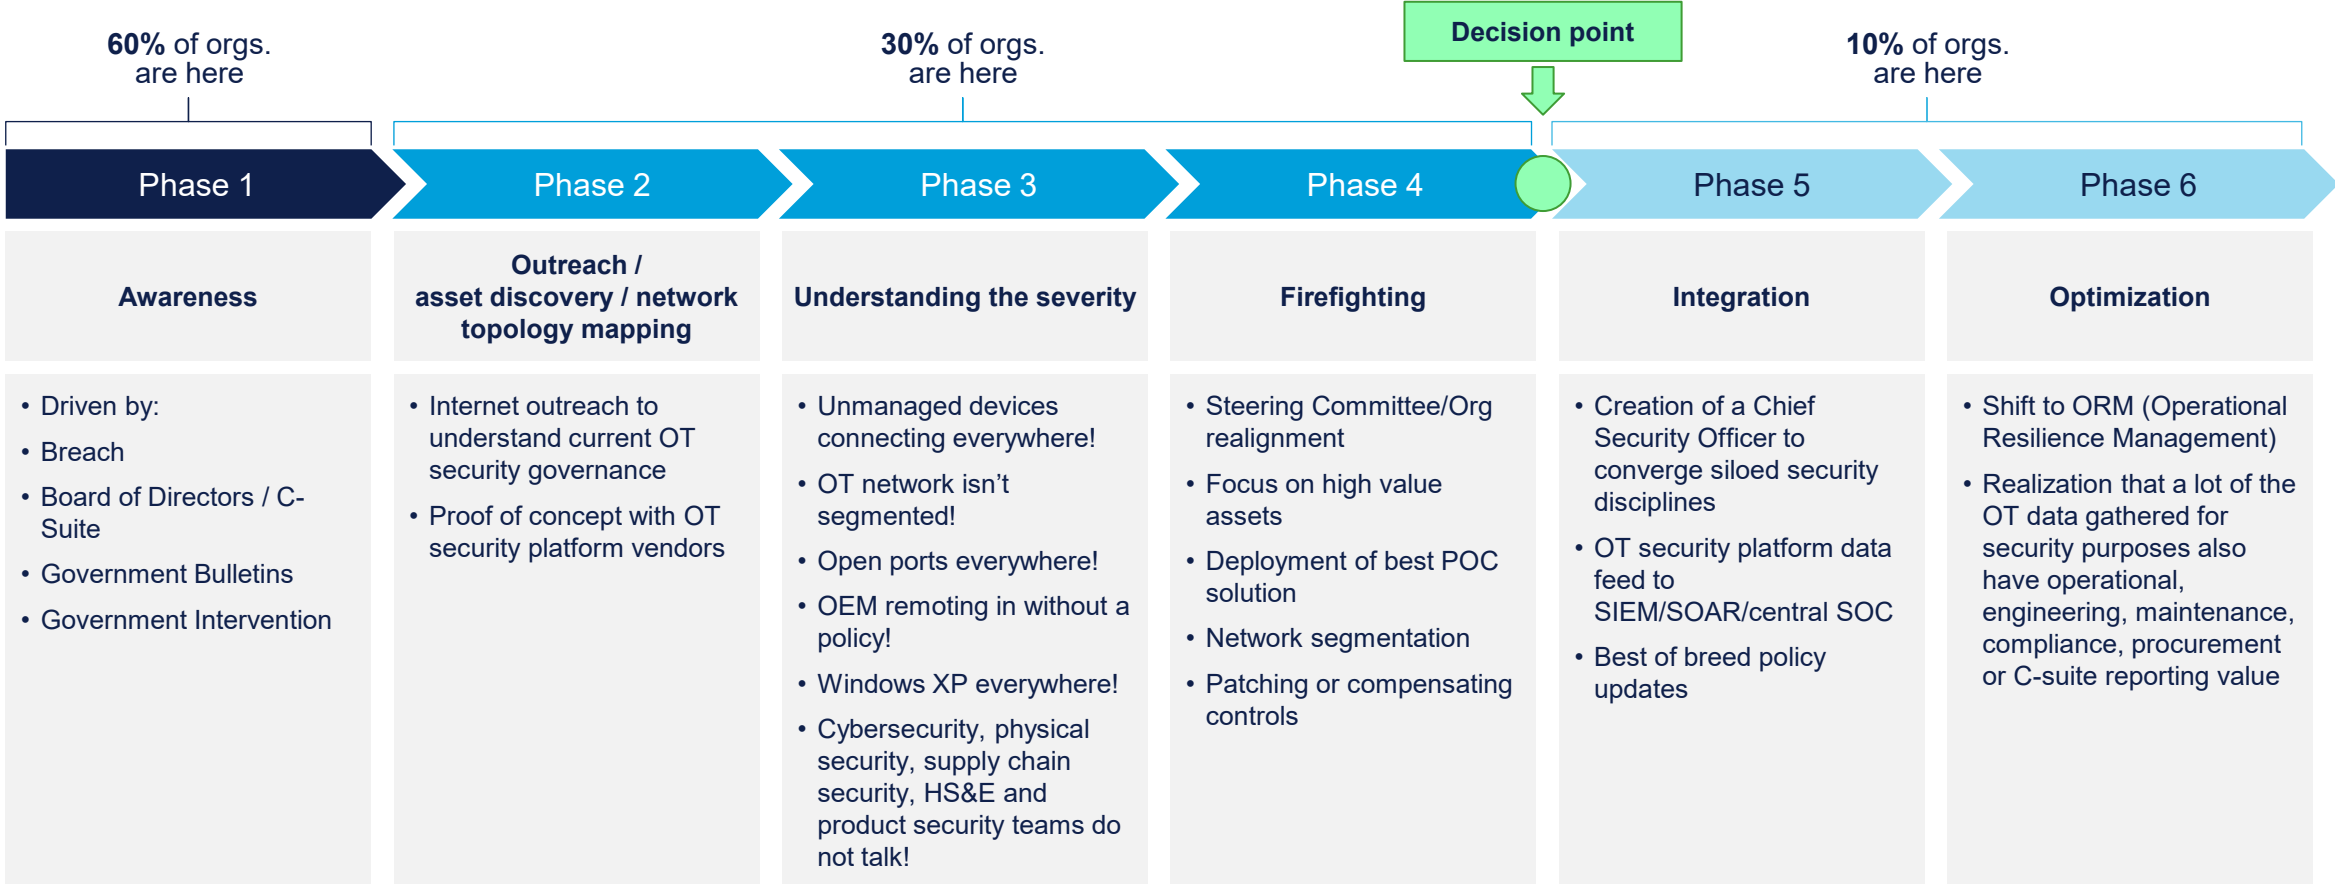 60% of orgs.
are here
30% of orgs.
are here
Decision point
10% of orgs.
are here
Phase 1
Phase 2
Phase 3
Phase 4
Phase 5
Phase 6
Awareness
Outreach /
asset discovery / network
topology mapping
Understanding the severity
Firefighting
Integration
Optimization
• Driven by:
• Breach
• Board of Directors / C-
Suite
• Government Bulletins
• Government Intervention
• Internet outreach to
understand current OT
security governance
• Proof of concept with OT
security platform vendors
• Unmanaged devices
connecting everywhere!
• OT network isn’t
segmented!
• Open ports everywhere!
• OEM remoting in without a
policy!
• Windows XP everywhere!
• Cybersecurity, physical
security, supply chain
security, HS&E and
product security teams do
not talk!
• Steering Committee/Org
realignment
• Focus on high value
assets
• Deployment of best POC
solution
• Network segmentation
• Patching or compensating
controls
• Creation of a Chief
Security Officer to
converge siloed security
disciplines
• OT security platform data
feed to
SIEM/SOAR/central SOC
• Best of breed policy
updates
• Shift to ORM (Operational
Resilience Management)
• Realization that a lot of the
OT data gathered for
security purposes also
have operational,
engineering, maintenance,
compliance, procurement
or C-suite reporting value